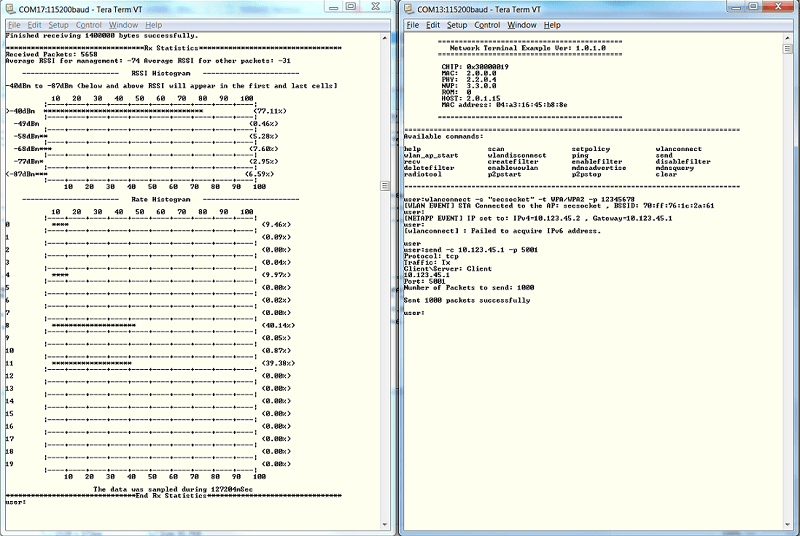 COM17:115200baud - Tera Term VT
File Edit Setup Control Window Help
Finished receiving 1400000 bytes successfully.
*********************************Rx Statistics*********************************
Received Packets: 5658
Average RSSI for management: -74 Average RSSI for other packets: -31
-------------------- RSSI Histogram --------------------
-40dBm to -87dBm (below and above RSSI will appear in the first and last cells)
10 20 30 40 50 60 70 80 90 100
>-40dBm *************************************** (77.11%)
-49dBm (0.46%)
-58dBm** (5.28%)
-68dBm*** (7.60%)
-77dBm* (2.95%)
<-87dBm*** (6.59%)
10 20 30 40 50 60 70 80 90 100
-------------------- Rate Histogram --------------------
10 20 30 40 50 60 70 80 90 100
0 **** (9.46%)
1 (0.09%)
2 (0.00%)
3 (0.04%)
4 **** (9.97%)
5 (0.00%)
6 (0.02%)
7 (0.00%)
8 ******************** (40.14%)
9 (0.05%)
10 (0.87%)
11 ******************* (39.38%)
12 (0.00%)
13 (0.00%)
14 (0.00%)
15 (0.00%)
16 (0.00%)
17 (0.00%)
18 (0.00%)
19 (0.00%)
10 20 30 40 50 60 70 80 90 100
The data was sampled during 127204mSec
*******************************End Rx Statistics*******************************
user:
COM13:115200baud - Tera Term VT
File Edit Setup Control Window Help
============================================
Network Terminal Example Ver: 1.0.1.0
============================================
CHIP: 0x30000019
MAC: 2.0.0.0
PHY: 2.2.0.4
NWP: 3.3.0.0
ROM: 0
HOST: 2.0.1.15
MAC address: 04:a3:16:45:b8:8e
============================================
================================================================================
Available commands:
help scan setpolicy wlanconnect
wlan_ap_start wlandisconnect ping send
recv createfilter enablefilter disablefilter
deletefilter enablewowlan mdnsadvertise mdnsquery
radiotool p2pstart p2pstop clear
--------------------------------------------------------------------------------
user:wlanconnect -s "secsocket" -t WPA/WPA2 -p 12345678
[WLAN EVENT] STA Connected to the AP: secsocket , BSSID: 70:ff:76:1c:2a:61
user:
[NETAPP EVENT] IP set to: IPv4=10.123.45.2 , Gateway=10.123.45.1
user:
[wlanconnect] : Failed to acquire IPv6 address.
user
user:send -c 10.123.45.1 -p 5001
Protocol: tcp
Traffic: Tx
Client\Server: Client
10.123.45.1
Port: 5001
Number of Packets to send: 1000
Sent 1000 packets successfully
user: